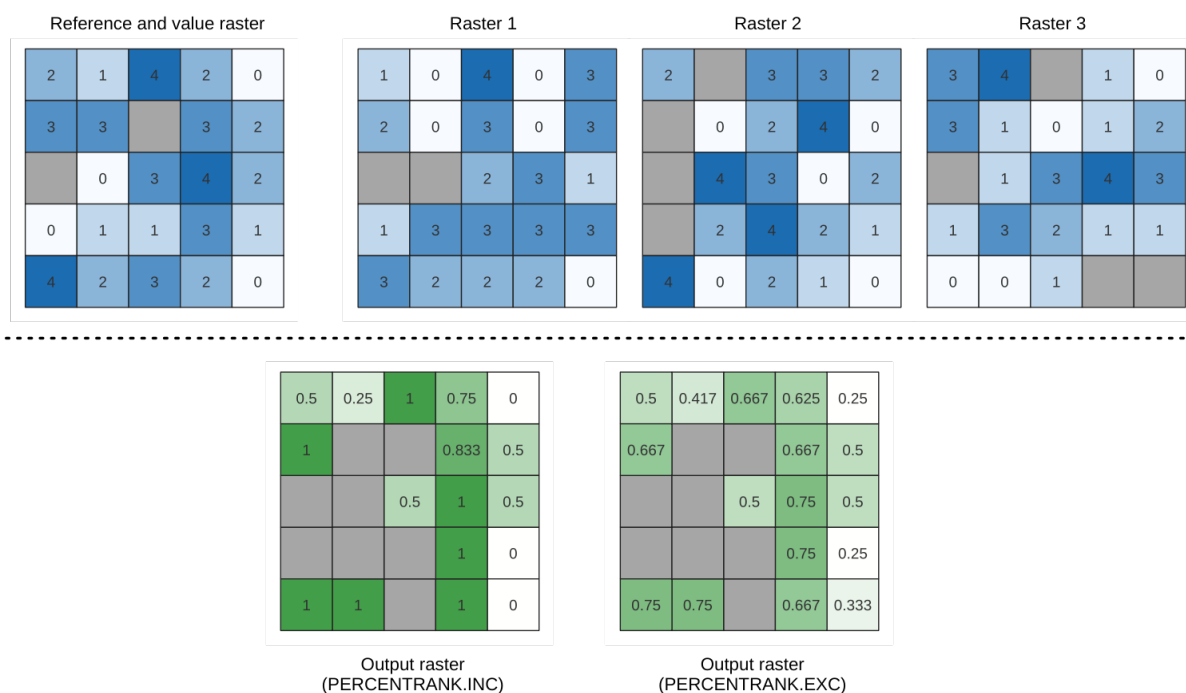 Reference and value raster
Raster 1
Raster 2
Raster 3
2 1 4 2 0
1 0 4 0 3
2 3 3 2
3 4 1 0
3 3 3 2
2 0 3 0 3
0 2 4 0
3 1 0 1 2
0 3 4 2
2 3 1
4 3 0 2
1 3 4 3
0 1 1 3 1
1 3 3 3 3
2 4 2 1
1 3 2 1 1
4 2 3 2 0
3 2 2 2 0
4 0 2 1 0
0 0 1
0.5 0.25 1 0.75 0
0.5 0.417 0.667 0.625 0.25
1 0.833 0.5
0.667 0.667 0.5
0.5 1 0.5
0.5 0.75 0.5
1 0
0.75 0.25
1 1 1 0
0.75 0.75 0.667 0.333
Output raster
(PERCENTRANK.INC)
Output raster
(PERCENTRANK.EXC)